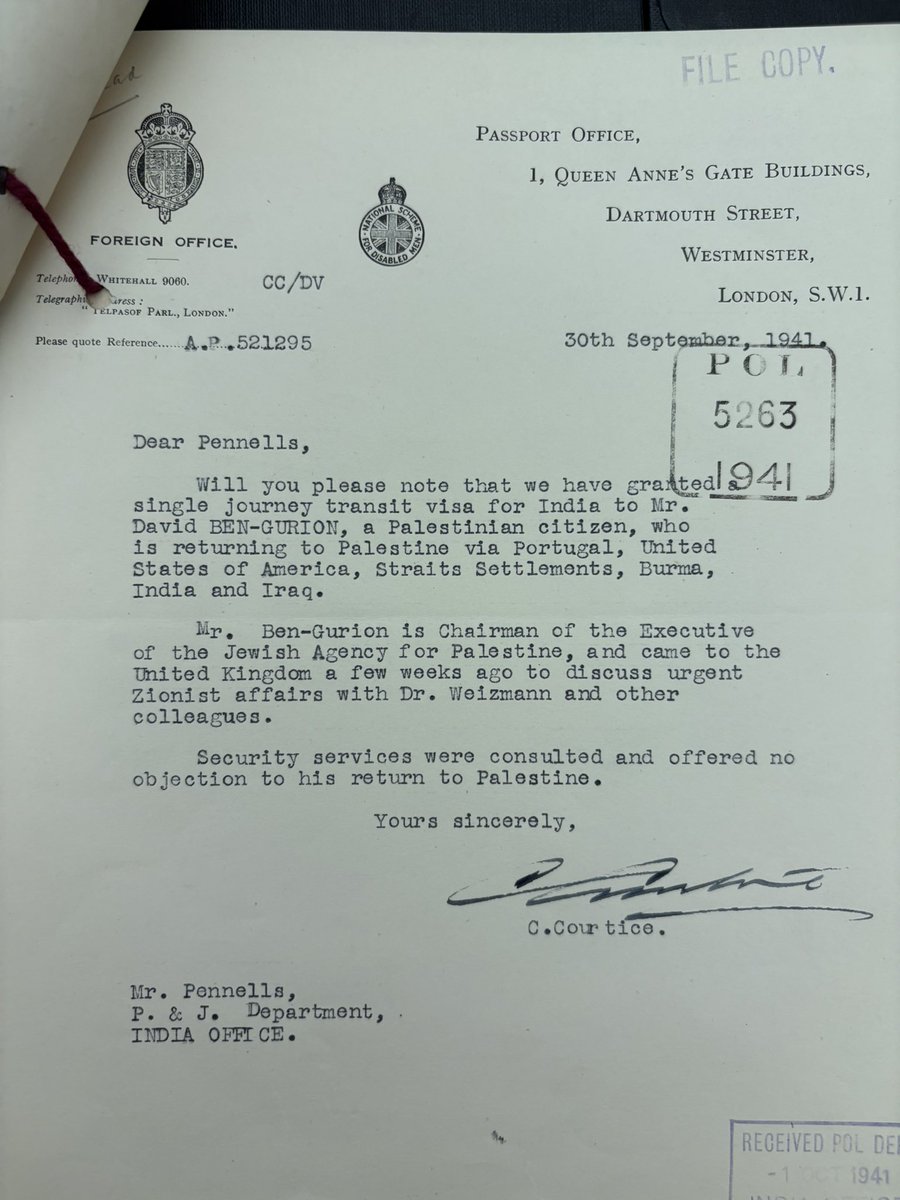 FILE COPY.
PASSPORT OFFICE,
1, QUEEN ANNE'S GATE BUILDINGS,
DARTMOUTH STREET,
WESTMINSTER,
LONDON, S.W.1.
FOREIGN OFFICE.
NATIONAL SCHEME FOR DISABLED MEN
WHITEHALL 9060.
CC/DV
"TELPASOF PARL., LONDON."
Please quote Reference......A.P..521295
30th September, 1941.
POL
5263
1941
Dear Pennells,
Will you please note that we have granted a
single journey transit visa for India to Mr.
David BEN-GURION, a Palestinian citizen, who
is returning to Palestine via Portugal, United
States of America, Straits Settlements, Burma,
India and Iraq.
Mr. Ben-Gurion is Chairman of the Executive
of the Jewish Agency for Palestine, and came to the
United Kingdom a few weeks ago to discuss urgent
Zionist affairs with Dr. Weizmann and other
colleagues.
Security services were consulted and offered no
objection to his return to Palestine.
Yours sincerely,
C.Courtice.
Mr. Pennells,
P. & J. Department,
INDIA OFFICE.
RECEIVED POL
-1 OCT 1941